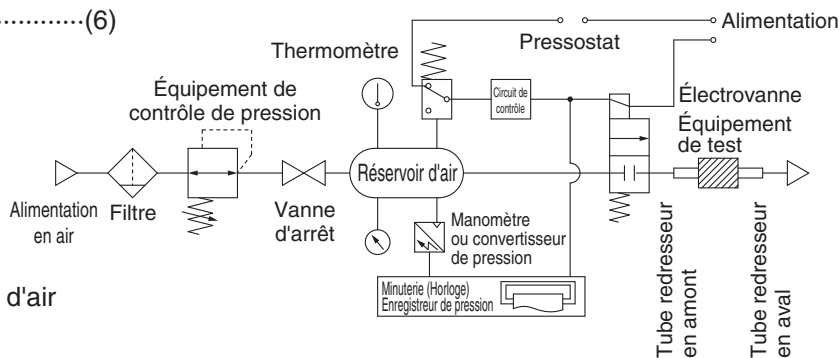 ............(6)
Alimentation
Pressostat
Thermomètre
Équipement de
contrôle de pression
Circuit de
contrôle
Électrovanne
Équipement
de test
Réservoir d'air
Alimentation
en air
Filtre
Vanne
d'arrêt
Manomètre
ou convertisseur
de pression
Minuterie (Horloge)
Enregistreur de pression
d'air
Tube redresseur
en amont
Tube redresseur
en aval